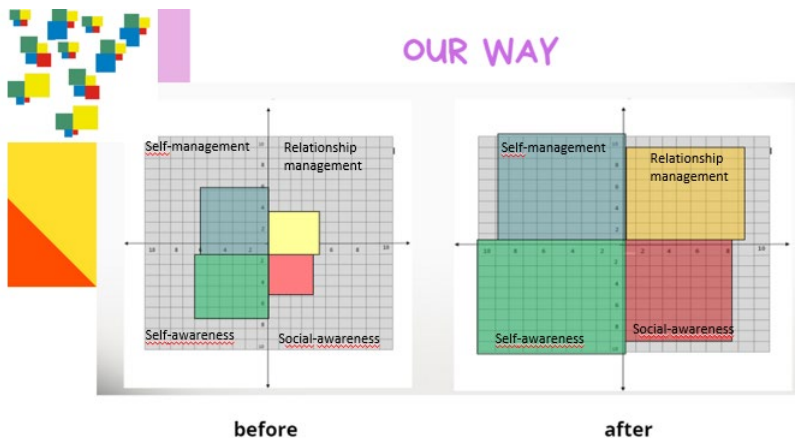 OUR WAY
Self-management
Relationship
management
Self-awareness
Social-awareness
Self-management
Relationship
management
Self-awareness
Social-awareness
before
after